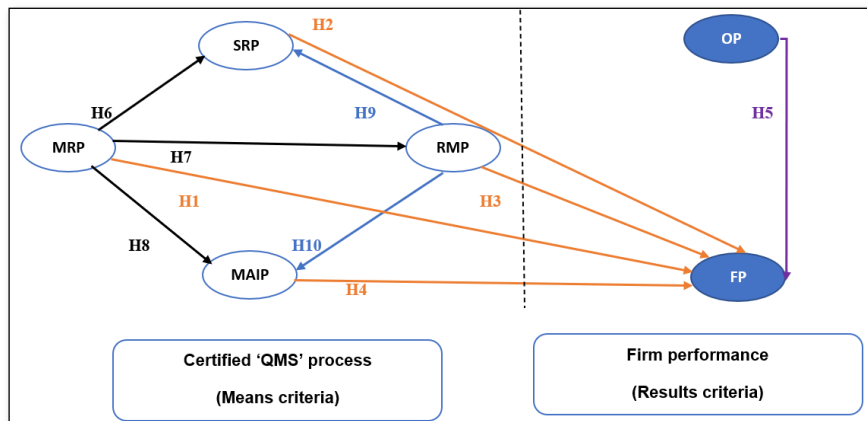 H2
SRP
OP
H6
H9
H5
MRP
H7
RMP
H1
H3
H8
H10
MAIP
H4
FP
Certified ‘QMS’ process
(Means criteria)
Firm performance
(Results criteria)